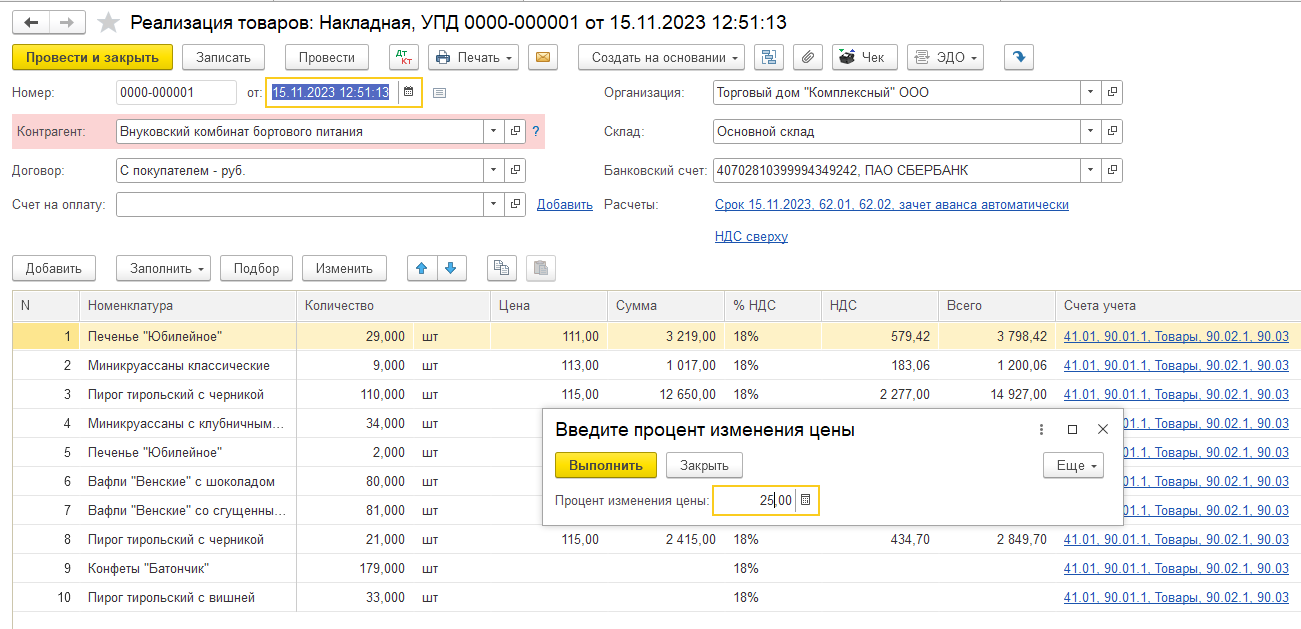 Реализация товаров: Накладная, УПД 0000-000001 от 15.11.2023 12:51:13
Провести и закрыть Записать Провести Дт Кт Печать Создать на основании Чек ЭДО
Номер: 0000-000001 от: 15.11.2023 12:51:13 Организация: Торговый дом "Комплексный" ООО
Контрагент: Внуковский комбинат бортового питания ? Склад: Основной склад
Договор: С покупателем - руб. Банковский счет: 40702810399994349242, ПАО СБЕРБАНК
Счет на оплату: Добавить Расчеты: Срок 15.11.2023, 62.01, 62.02, зачет аванса автоматически
НДС сверху
Добавить Заполнить Подбор Изменить
N Номенклатура Количество Цена Сумма % НДС НДС Всего Счета учета
1 Печенье "Юбилейное" 29,000 шт 111,00 3 219,00 18% 579,42 3 798,42 41.01, 90.01.1, Товары, 90.02.1, 90.03
2 Миникруассаны классические 9,000 шт 113,00 1 017,00 18% 183,06 1 200,06 41.01, 90.01.1, Товары, 90.02.1, 90.03
3 Пирог тирольский с черникой 110,000 шт 115,00 12 650,00 18% 2 277,00 14 927,00 41.01, 90.01.1, Товары, 90.02.1, 90.03
4 Миникруассаны с клубничным... 34,000 шт 01.1, Товары, 90.02.1, 90.03
5 Печенье "Юбилейное" 2,000 шт 01.1, Товары, 90.02.1, 90.03
6 Вафли "Венские" с шоколадом 80,000 шт 01.1, Товары, 90.02.1, 90.03
7 Вафли "Венские" со сгущенны... 81,000 шт 01.1, Товары, 90.02.1, 90.03
8 Пирог тирольский с черникой 21,000 шт 115,00 2 415,00 18% 434,70 2 849,70 41.01, 90.01.1, Товары, 90.02.1, 90.03
9 Конфеты "Батончик" 179,000 шт 18% 41.01, 90.01.1, Товары, 90.02.1, 90.03
10 Пирог тирольский с вишней 33,000 шт 18% 41.01, 90.01.1, Товары, 90.02.1, 90.03
Введите процент изменения цены
Выполнить Закрыть Еще
Процент изменения цены: 25,00